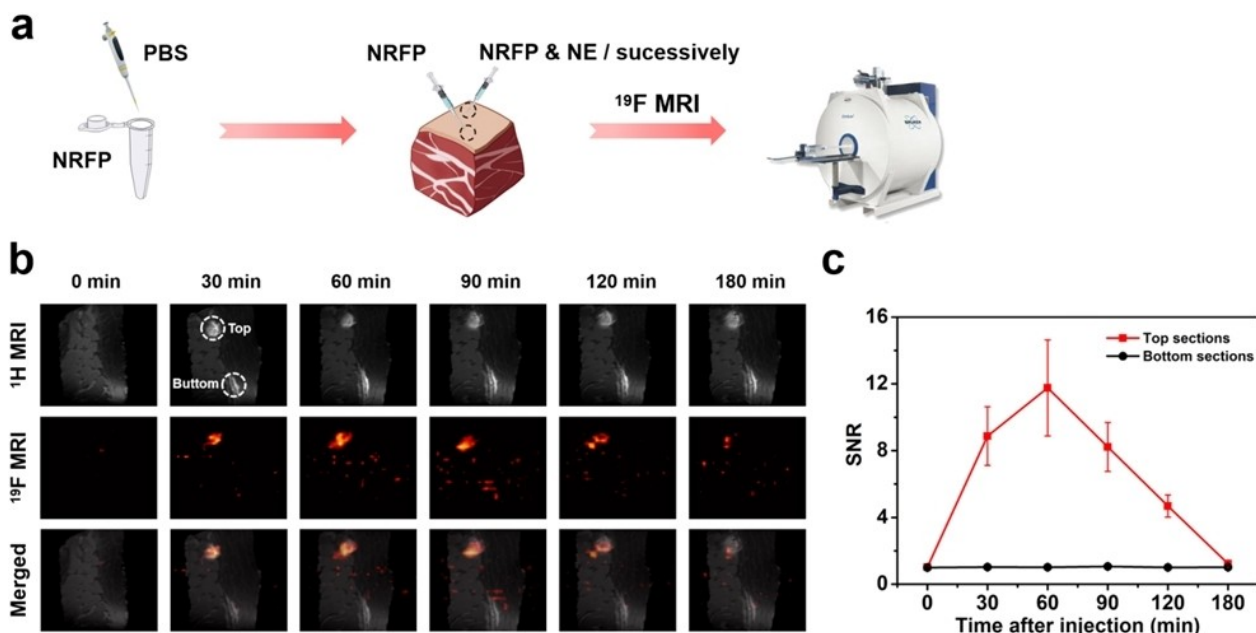 a
PBS
NRFP
NRFP
NRFP & NE / sucessively
¹⁹F MRI
b
0 min
30 min
60 min
90 min
120 min
180 min
¹H MRI
Top
Buttom
¹⁹F MRI
Merged
c
16
12
8
4
0
SNR
Top sections
Bottom sections
0
30
60
90
120
180
Time after injection (min)